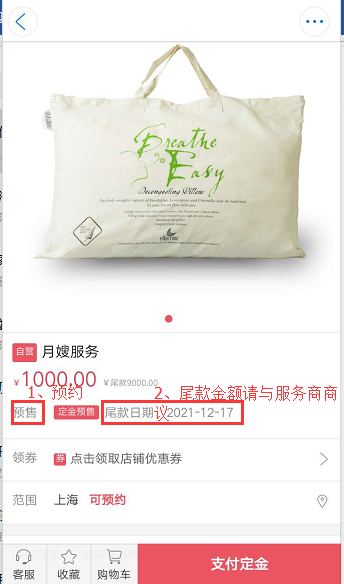 Breathe
Easy
Decongesting Pillow
自营 月嫂服务
¥1000.00 ¥尾款9000.00
1、预约
2、尾款金额请与服务商商议
预售 定金预售 尾款日期：2021-12-17
领券 券 点击领取店铺优惠券
范围 上海 可预约
客服 收藏 购物车 支付定金